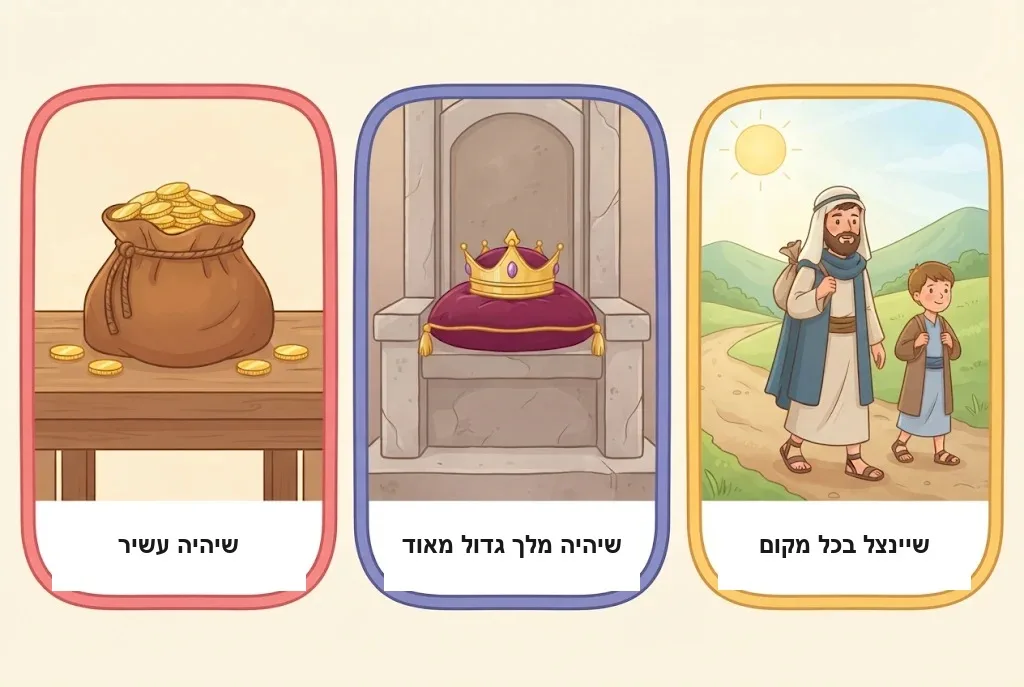 שיינצל בכל מקום
שיהיה מלך גדול מאוד
שיהיה עשיר